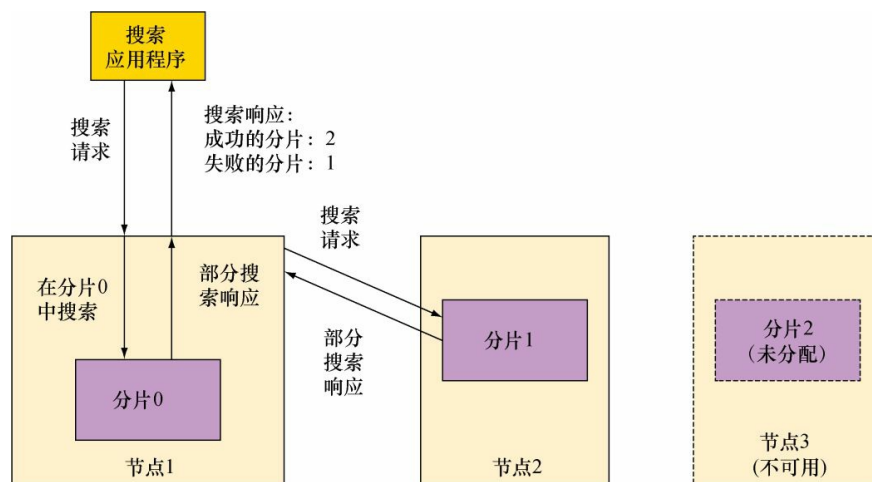 搜索
应用程序
搜索
请求
搜索响应：
成功的分片：2
失败的分片：1
搜索
请求
在分片0
中搜索
部分搜
索响应
部分
搜索
响应
分片0
分片1
分片2
（未分配）
节点1
节点2
节点3
(不可用)